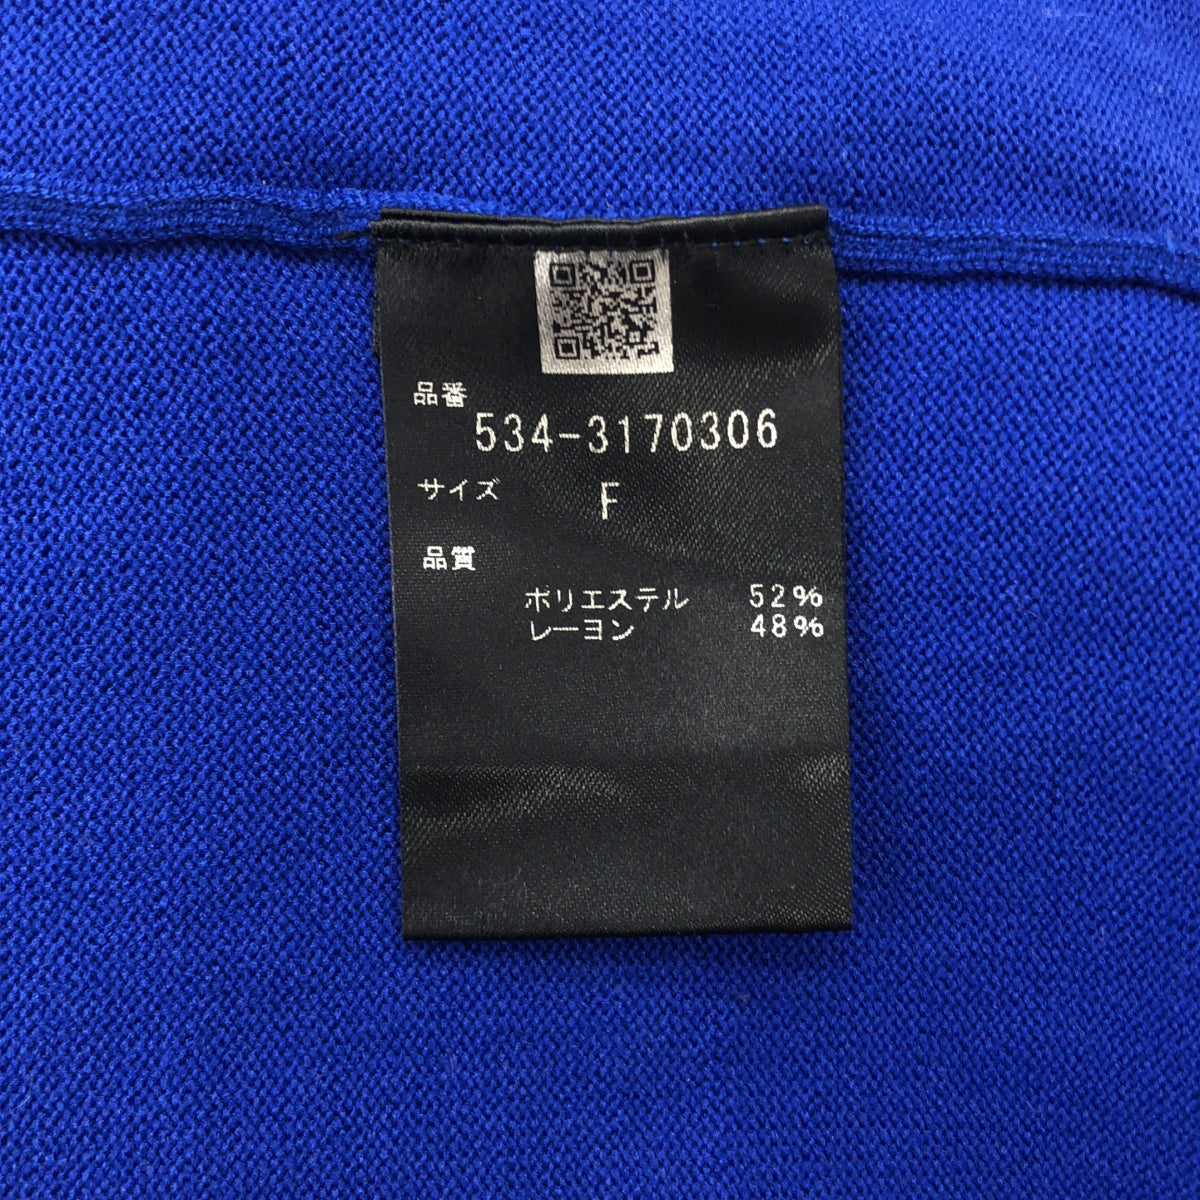 品番
534-3170306
サイズ F
品質
ポリエステル 52%
レーヨン 48%